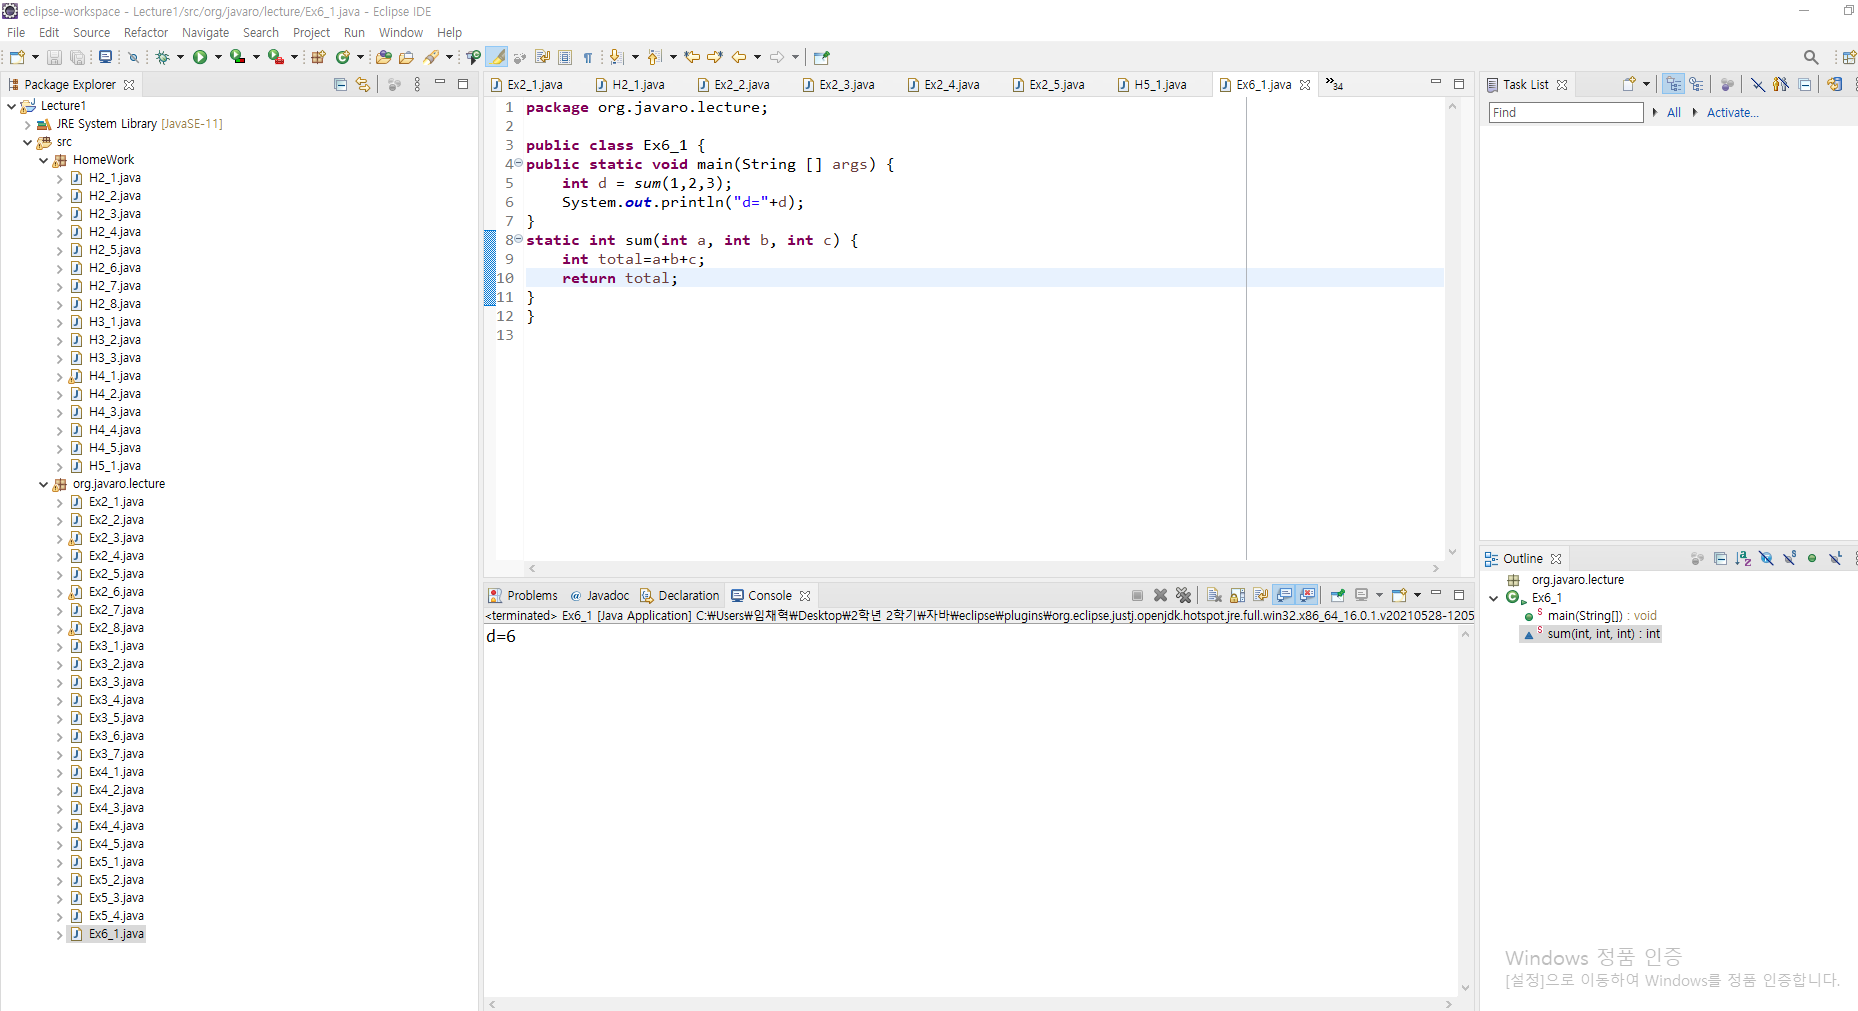 eclipse-workspace - Lecture1/src/org/javaro/lecture/Ex6_1.java - Eclipse IDE
File Edit Source Refactor Navigate Search Project Run Window Help
Package Explorer
Lecture1
JRE System Library [JavaSE-11]
src
HomeWork
H2_1.java
H2_2.java
H2_3.java
H2_4.java
H2_5.java
H2_6.java
H2_7.java
H2_8.java
H3_1.java
H3_2.java
H3_3.java
H4_1.java
H4_2.java
H4_3.java
H4_4.java
H4_5.java
H5_1.java
org.javaro.lecture
Ex2_1.java
Ex2_2.java
Ex2_3.java
Ex2_4.java
Ex2_5.java
Ex2_6.java
Ex2_7.java
Ex2_8.java
Ex3_1.java
Ex3_2.java
Ex3_3.java
Ex3_4.java
Ex3_5.java
Ex3_6.java
Ex3_7.java
Ex4_1.java
Ex4_2.java
Ex4_3.java
Ex4_4.java
Ex4_5.java
Ex5_1.java
Ex5_2.java
Ex5_3.java
Ex5_4.java
Ex6_1.java
Ex2_1.java H2_1.java Ex2_2.java Ex2_3.java Ex2_4.java Ex2_5.java H5_1.java Ex6_1.java »34
1 package org.javaro.lecture;
2
3 public class Ex6_1 {
4 public static void main(String [] args) {
5 int d = sum(1,2,3);
6 System.out.println("d="+d);
7 }
8 static int sum(int a, int b, int c) {
9 int total=a+b+c;
10 return total;
11 }
12 }
13
Problems @ Javadoc Declaration Console
<terminated> Ex6_1 [Java Application] C:₩Users₩임재혁₩Desktop₩2학년 2학기₩자바₩eclipse₩plugins₩org.eclipse.justj.openjdk.hotspot.jre.full.win32.x86_64_16.0.1.v20210528-1205
d=6
Task List
Find All Activate...
Outline
org.javaro.lecture
Ex6_1
main(String[]) : void
sum(int, int, int) : int
Windows 정품 인증
[설정]으로 이동하여 Windows를 정품 인증합니다.